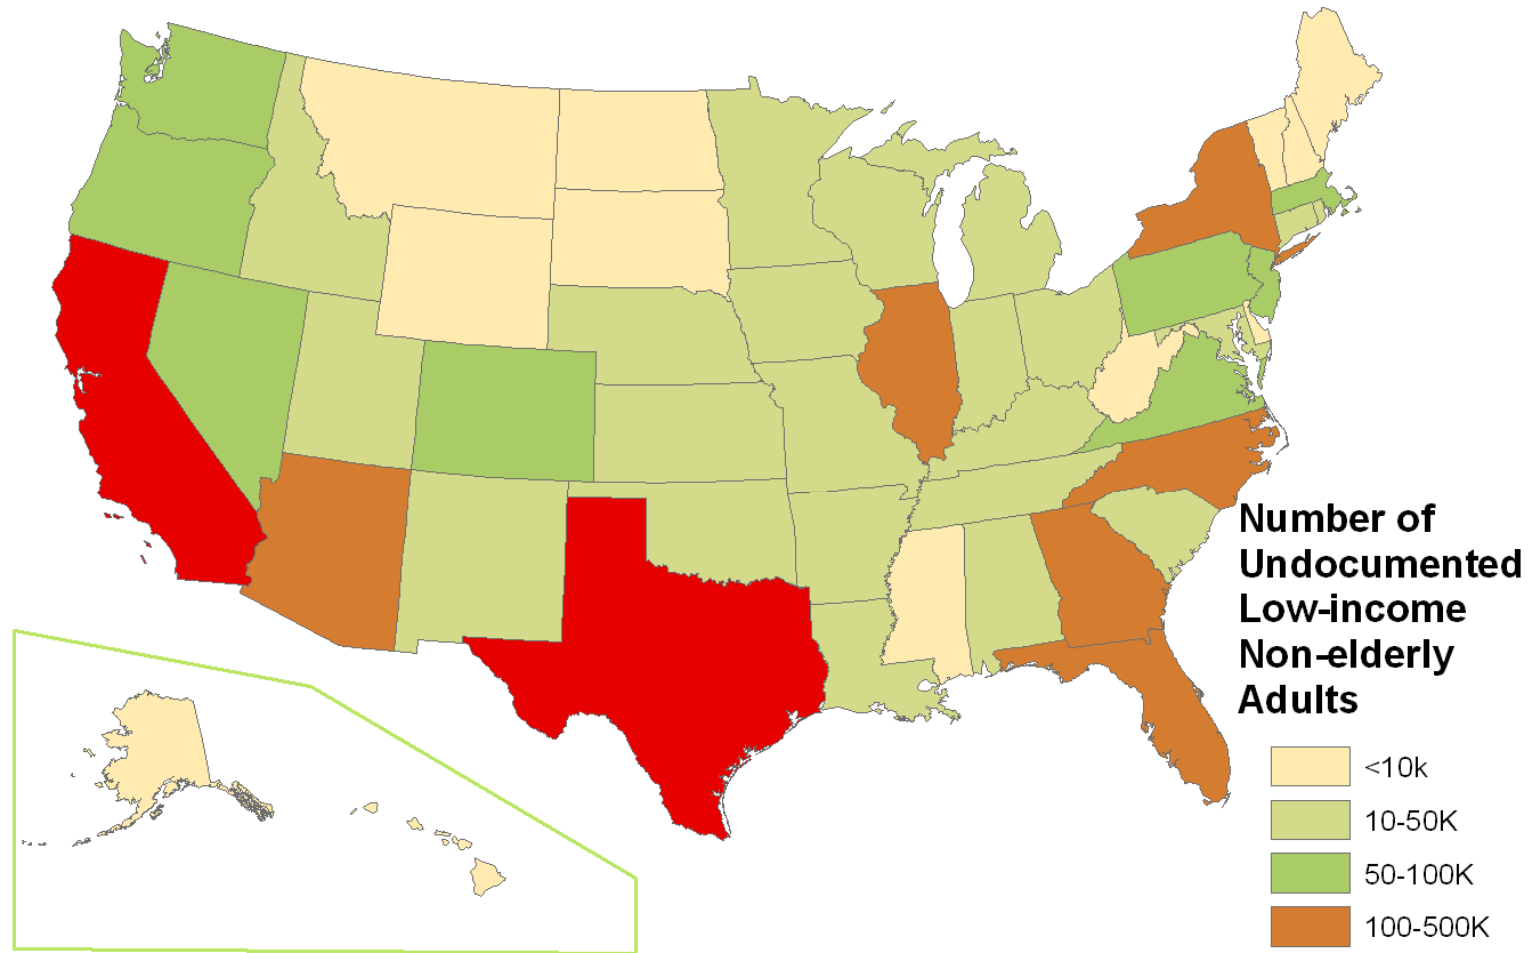 Number of
Undocumented
Low-income
Non-elderly
Adults
<10k
10-50K
50-100K
100-500K